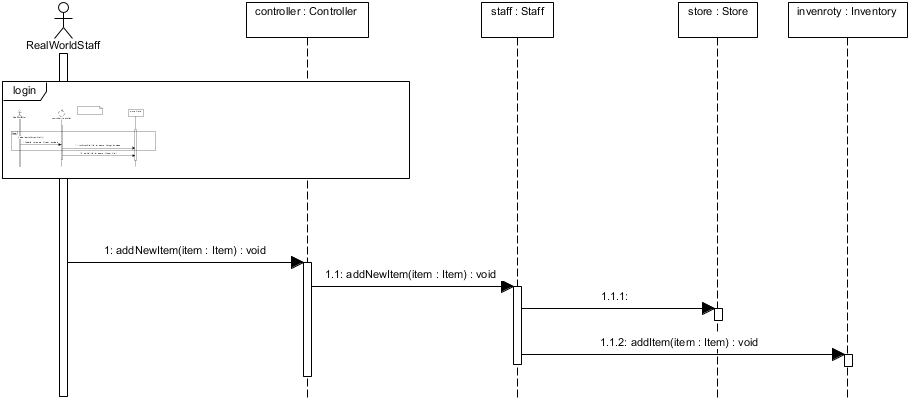 controller : Controller
staff : Staff
store : Store
invenroty : Inventory
RealWorldStaff
login
1: addNewItem(item : Item) : void
1.1: addNewItem(item : Item) : void
1.1.1:
1.1.2: addItem(item : Item) : void